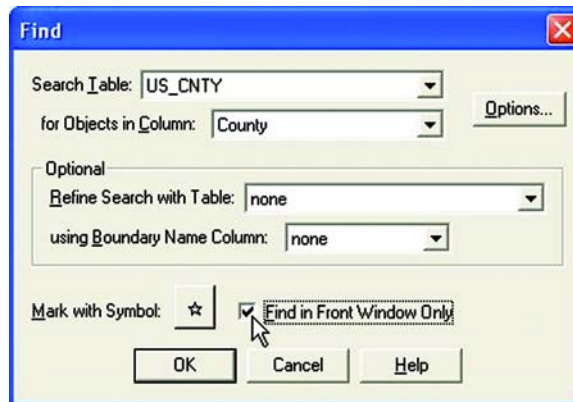 Find
Search Table: US_CNTY
Options...
for Objects in Column: County
Optional
Refine Search with Table: none
using Boundary Name Column: none
Mark with Symbol: Find in Front Window Only
OK Cancel Help